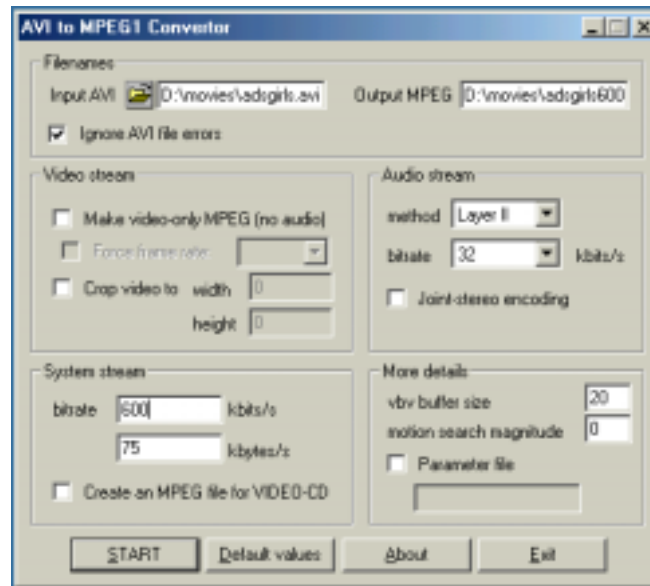 AVI to MPEG1 Convertor
Filenames
Input AVI D:\movies\adsgirls.avi Output MPEG D:\movies\adsgirls600
Ignore AVI file errors
Video stream
Make video-only MPEG (no audio)
Force frame rate:
Crop video to width 0
height 0
Audio stream
method Layer II
bitrate 32 kbits/s
Joint-stereo encoding
System stream
bitrate 600 kbits/s
75 kbytes/s
Create an MPEG file for VIDEO-CD
More details
vbv buffer size 20
motion search magnitude 0
Parameter file
START Default values About Exit